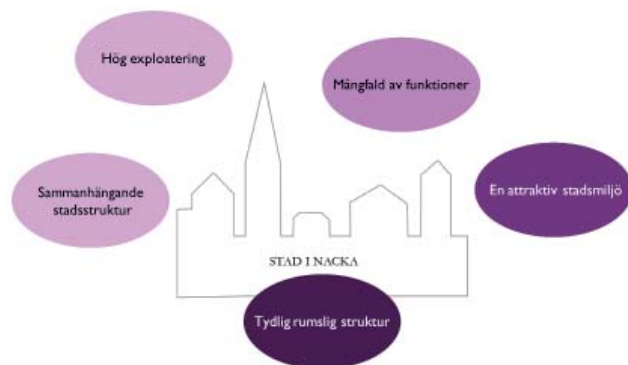 Hög exploatering
Mångfald av funktioner
Sammanhängande
stadsstruktur
En attraktiv stadsmiljö
STAD I NACKA
Tydlig rumslig struktur